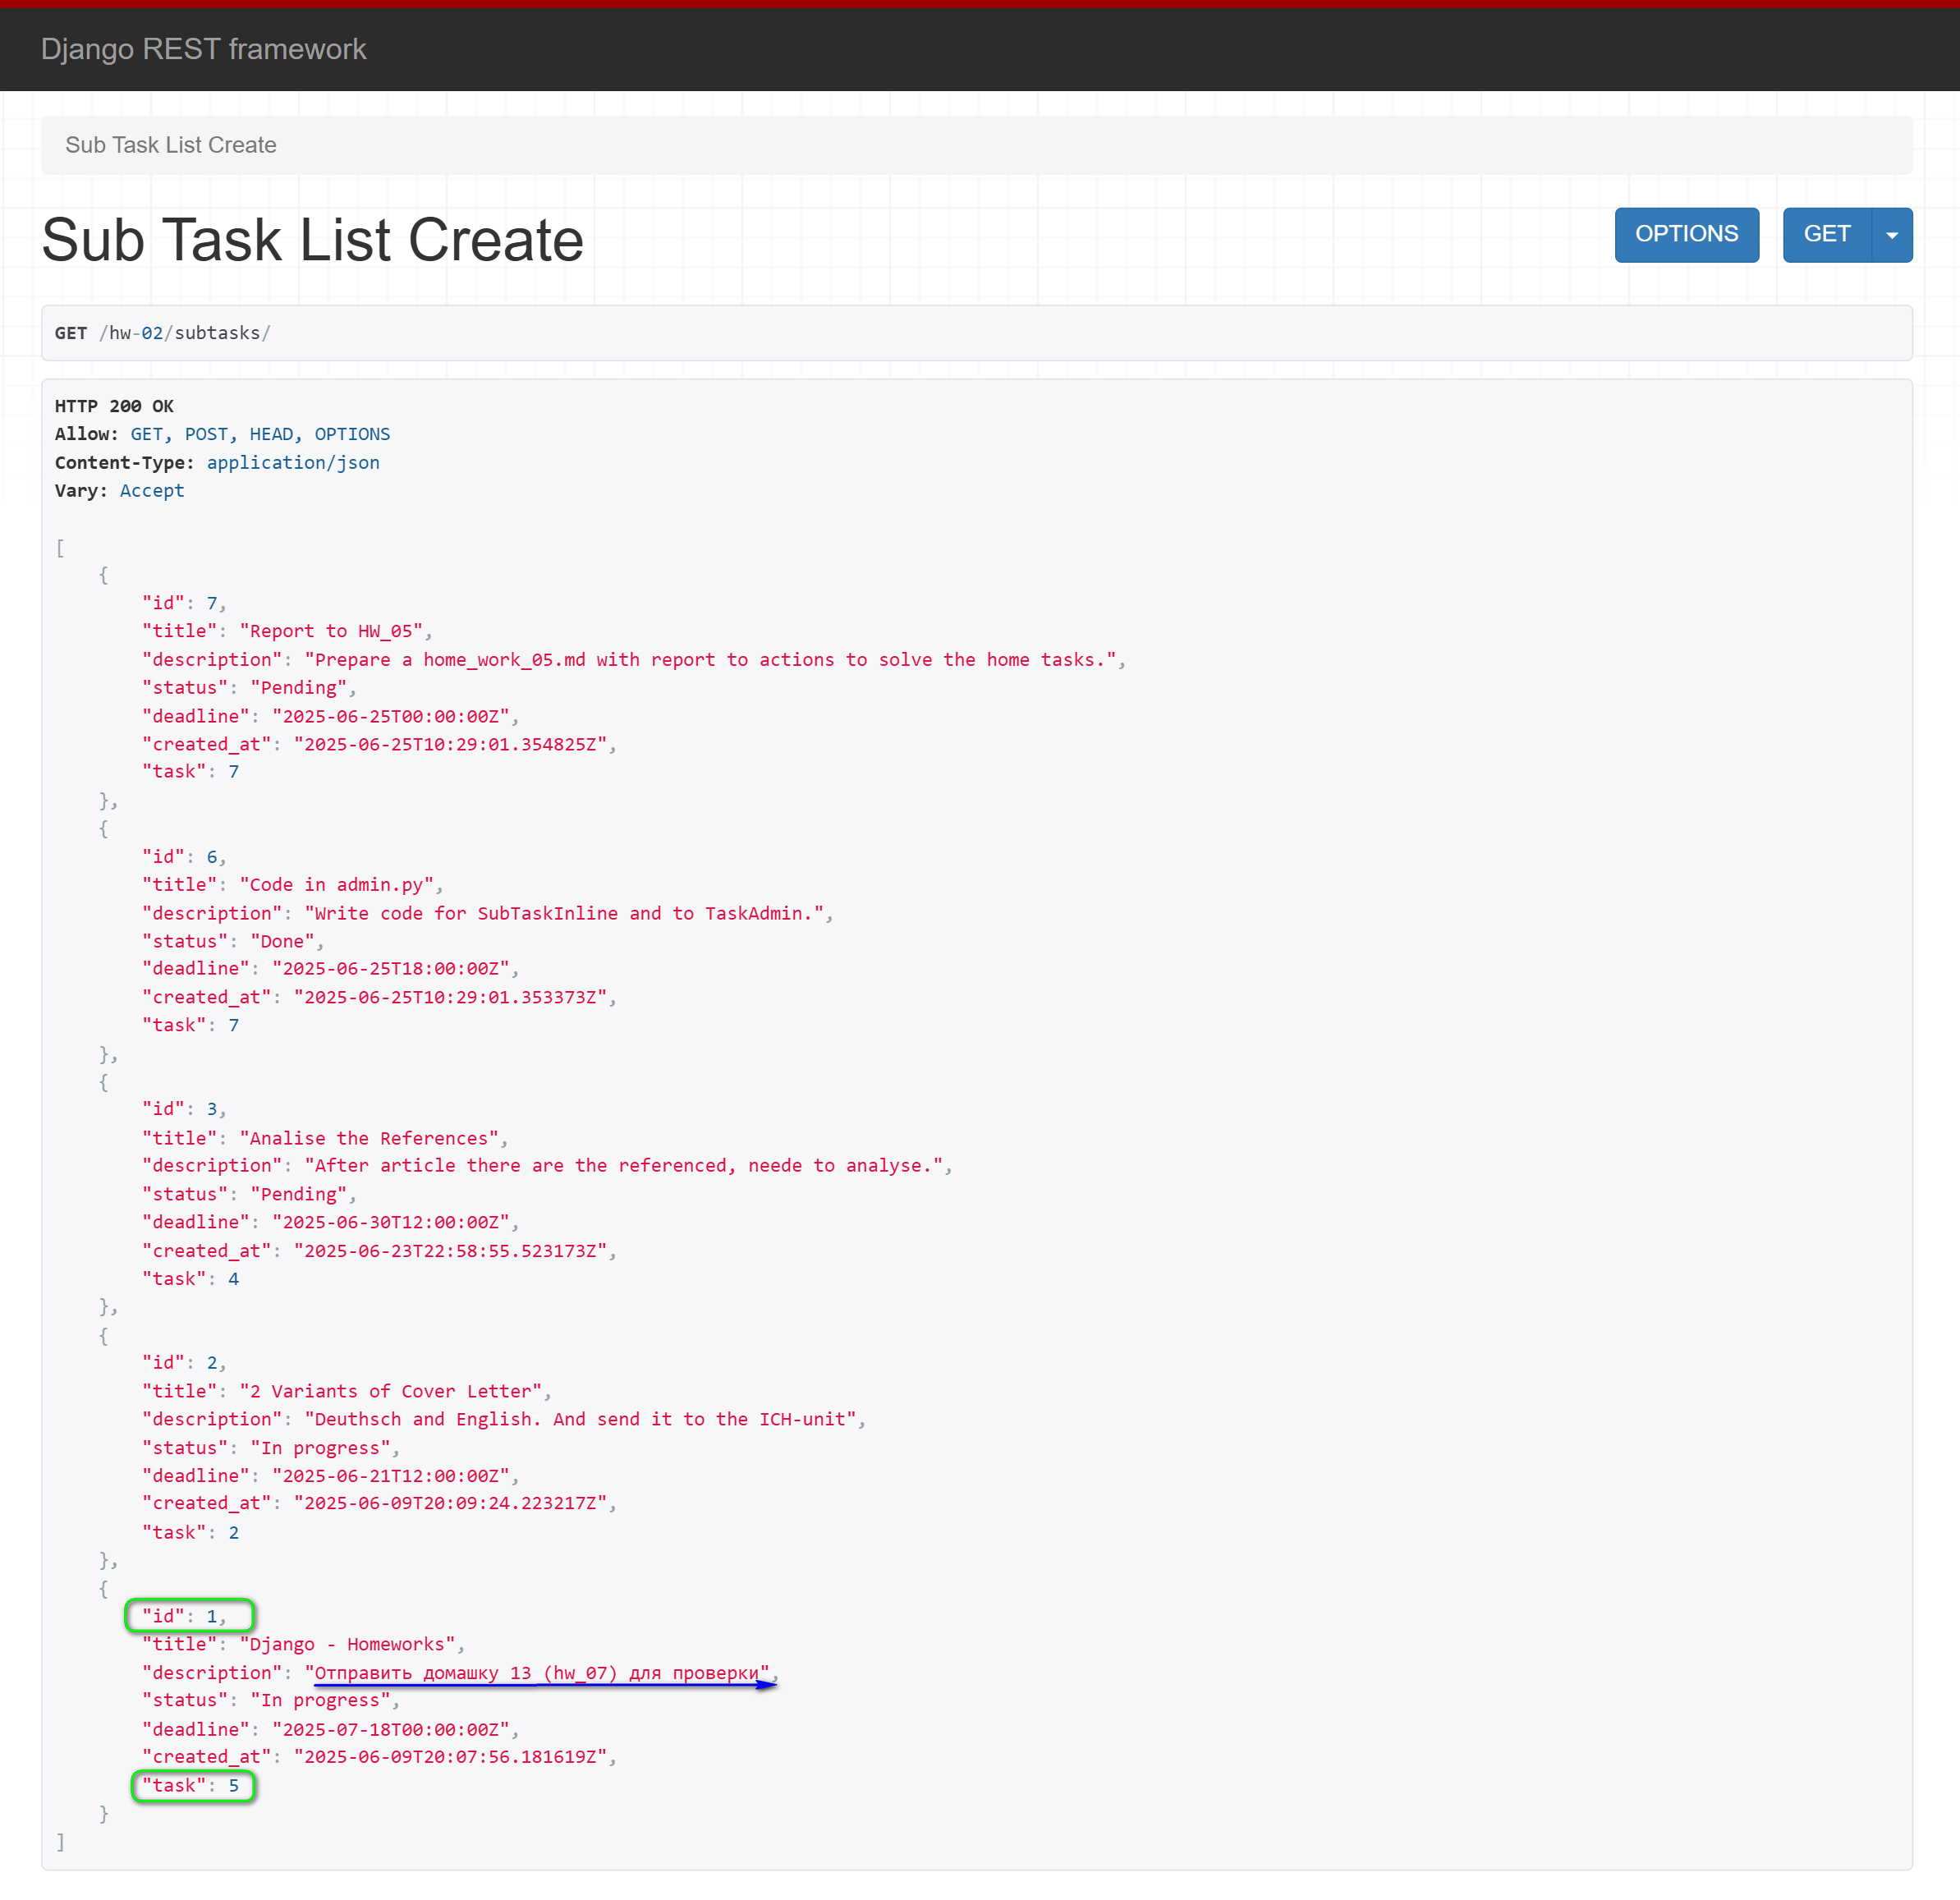 Django REST framework
Sub Task List Create
Sub Task List Create
OPTIONS
GET
GET /hw-02/subtasks/
HTTP 200 OK
Allow: GET, POST, HEAD, OPTIONS
Content-Type: application/json
Vary: Accept
[
    {
        "id": 7,
        "title": "Report to HW_05",
        "description": "Prepare a home_work_05.md with report to actions to solve the home tasks.",
        "status": "Pending",
        "deadline": "2025-06-25T00:00:00Z",
        "created_at": "2025-06-25T10:29:01.354825Z",
        "task": 7
    },
    {
        "id": 6,
        "title": "Code in admin.py",
        "description": "Write code for SubTaskInline and to TaskAdmin.",
        "status": "Done",
        "deadline": "2025-06-25T18:00:00Z",
        "created_at": "2025-06-25T10:29:01.353373Z",
        "task": 7
    },
    {
        "id": 3,
        "title": "Analise the References",
        "description": "After article there are the referenced, neede to analyse.",
        "status": "Pending",
        "deadline": "2025-06-30T12:00:00Z",
        "created_at": "2025-06-23T22:58:55.523173Z",
        "task": 4
    },
    {
        "id": 2,
        "title": "2 Variants of Cover Letter",
        "description": "Deuthsch and English. And send it to the ICH-unit",
        "status": "In progress",
        "deadline": "2025-06-21T12:00:00Z",
        "created_at": "2025-06-09T20:09:24.223217Z",
        "task": 2
    },
    {
        "id": 1,
        "title": "Django - Homeworks",
        "description": "Отправить домашку 13 (hw_07) для проверки",
        "status": "In progress",
        "deadline": "2025-07-18T00:00:00Z",
        "created_at": "2025-06-09T20:07:56.181619Z",
        "task": 5
    }
]